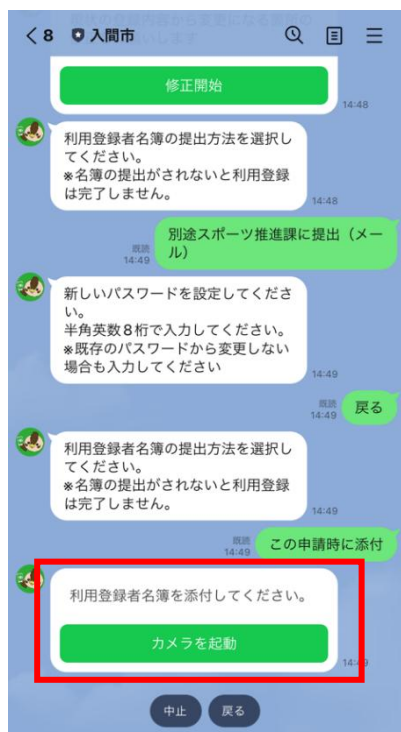 8 入間市
修正開始
14:48
利用登録者名簿の提出方法を選択し
てください。
※名簿の提出がされないと利用登録
は完了しません。
14:48
別途スポーツ推進課に提出（メー
ル）
既読
14:49
新しいパスワードを設定してくださ
い。
半角英数8桁で入力してください。
※既存のパスワードから変更しない
場合も入力してください
14:49
既読
14:49
戻る
利用登録者名簿の提出方法を選択し
てください。
※名簿の提出がされないと利用登録
は完了しません。
14:49
既読
14:49
この申請時に添付
利用登録者名簿を添付してください。
カメラを起動
14:49
中止 戻る